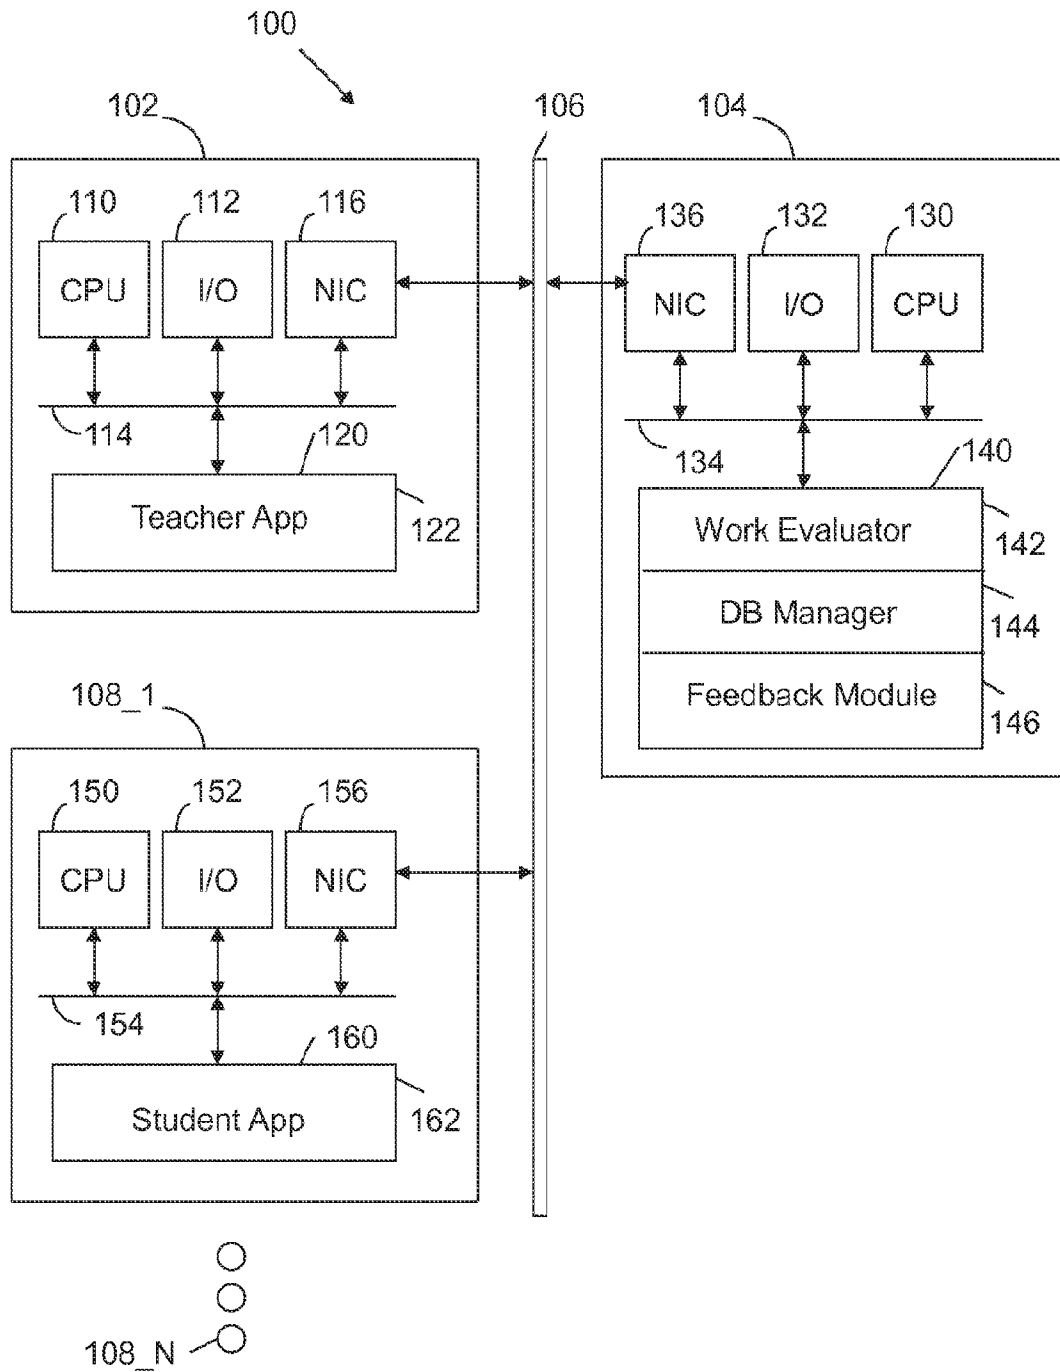 100
102
106
104
110
112
116
136
132
130
CPU
I/O
NIC
NIC
I/O
CPU
114
120
134
140
Teacher App
122
Work Evaluator
142
DB Manager
144
Feedback Module
146
108_1
150
152
156
CPU
I/O
NIC
154
160
Student App
162
108_N